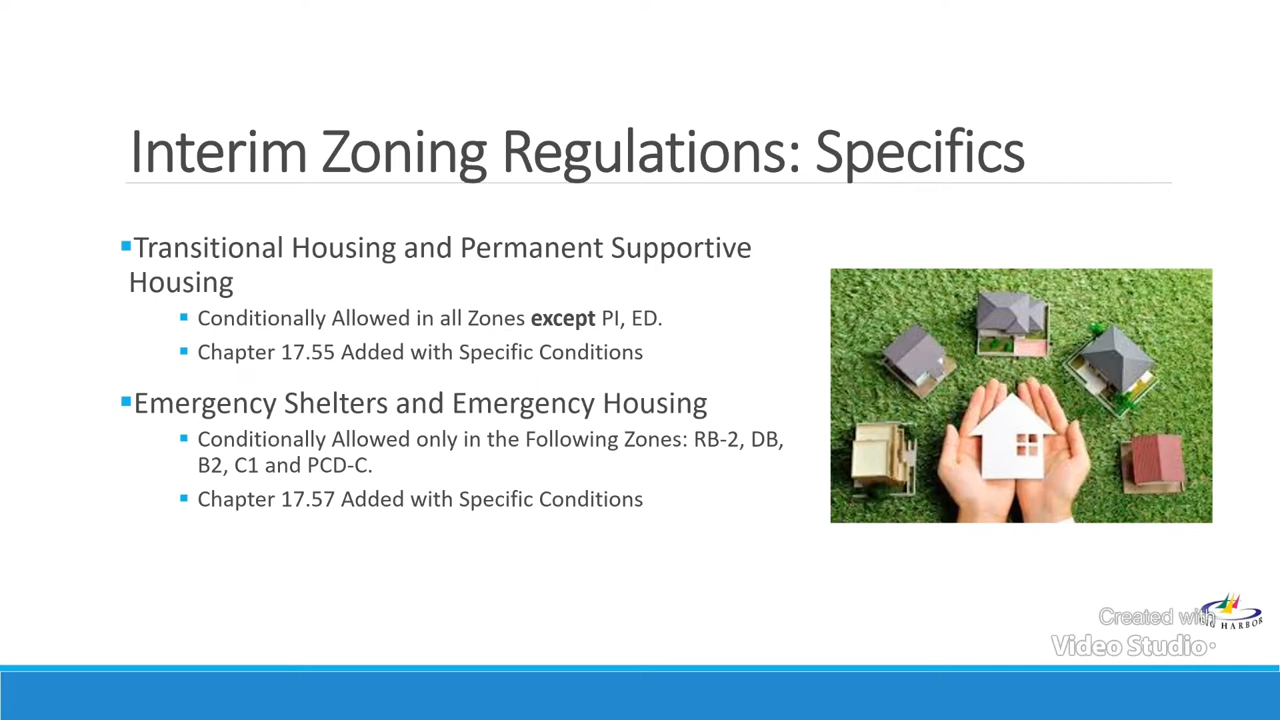 Interim Zoning Regulations: Specifics
Transitional Housing and Permanent Supportive
Housing
Conditionally Allowed in all Zones except PI, ED.
Chapter 17.55 Added with Specific Conditions
Emergency Shelters and Emergency Housing
Conditionally Allowed only in the Following Zones: RB-2, DB,
B2, C1 and PCD-C.
Chapter 17.57 Added with Specific Conditions
Created with
Video Studio
HARBOR